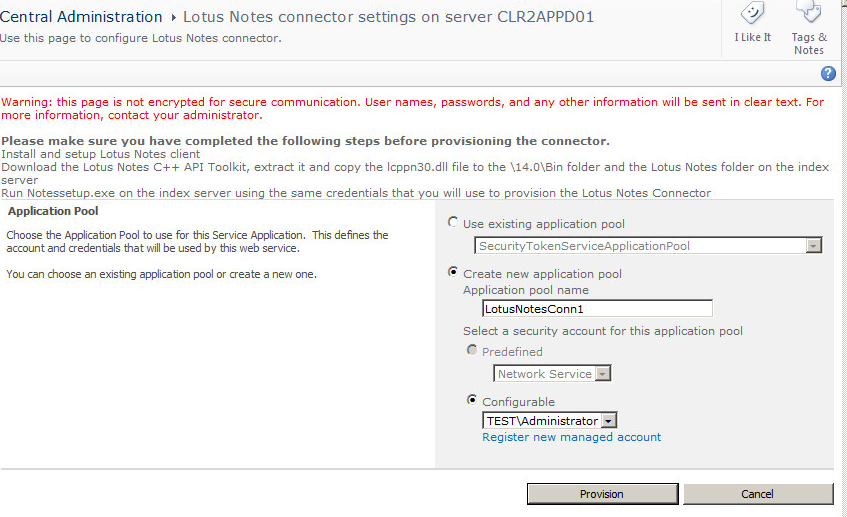 Central Administration ▸ Lotus Notes connector settings on server CLR2APPD01
Use this page to configure Lotus Notes connector.
I Like It
Tags &
Notes
Warning: this page is not encrypted for secure communication. User names, passwords, and any other information will be sent in clear text. For
more information, contact your administrator.
Please make sure you have completed the following steps before provisioning the connector.
Install and setup Lotus Notes client
Download the Lotus Notes C++ API Toolkit, extract it and copy the lcppn30.dll file to the \14.0\Bin folder and the Lotus Notes folder on the index
server
Run Notessetup.exe on the index server using the same credentials that you will use to provision the Lotus Notes Connector
Application Pool
Choose the Application Pool to use for this Service Application. This defines the
account and credentials that will be used by this web service.
You can choose an existing application pool or create a new one.
Use existing application pool
SecurityTokenServiceApplicationPool
Create new application pool
Application pool name
LotusNotesConn1
Select a security account for this application pool
Predefined
Network Service
Configurable
TEST\Administrator
Register new managed account
Provision
Cancel